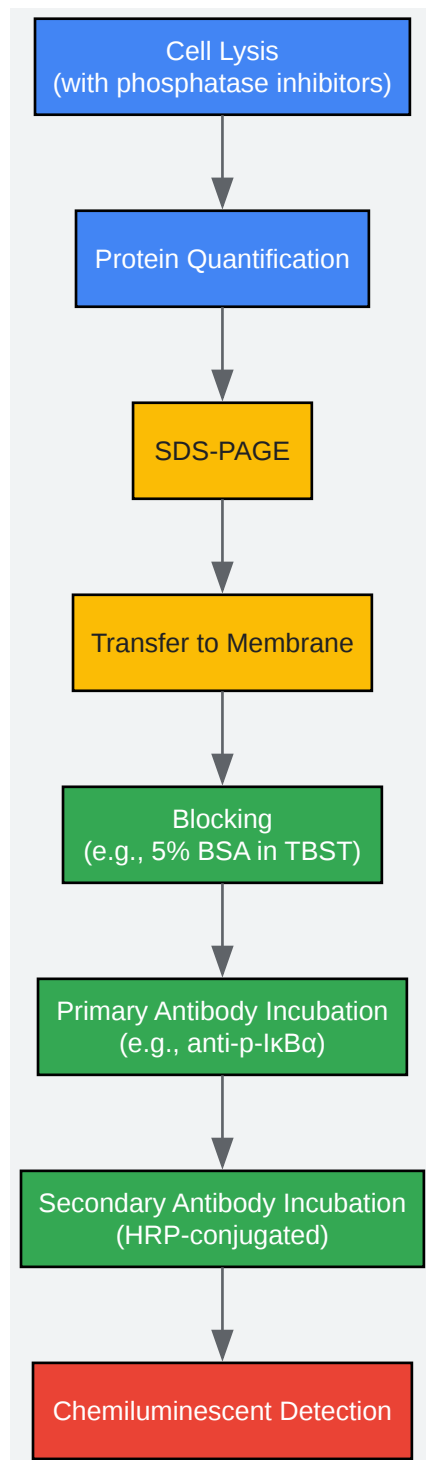 Cell Lysis
(with phosphatase inhibitors)
Protein Quantification
SDS-PAGE
Transfer to Membrane
Blocking
(e.g., 5% BSA in TBST)
Primary Antibody Incubation
(e.g., anti-p-IκBα)
Secondary Antibody Incubation
(HRP-conjugated)
Chemiluminescent Detection